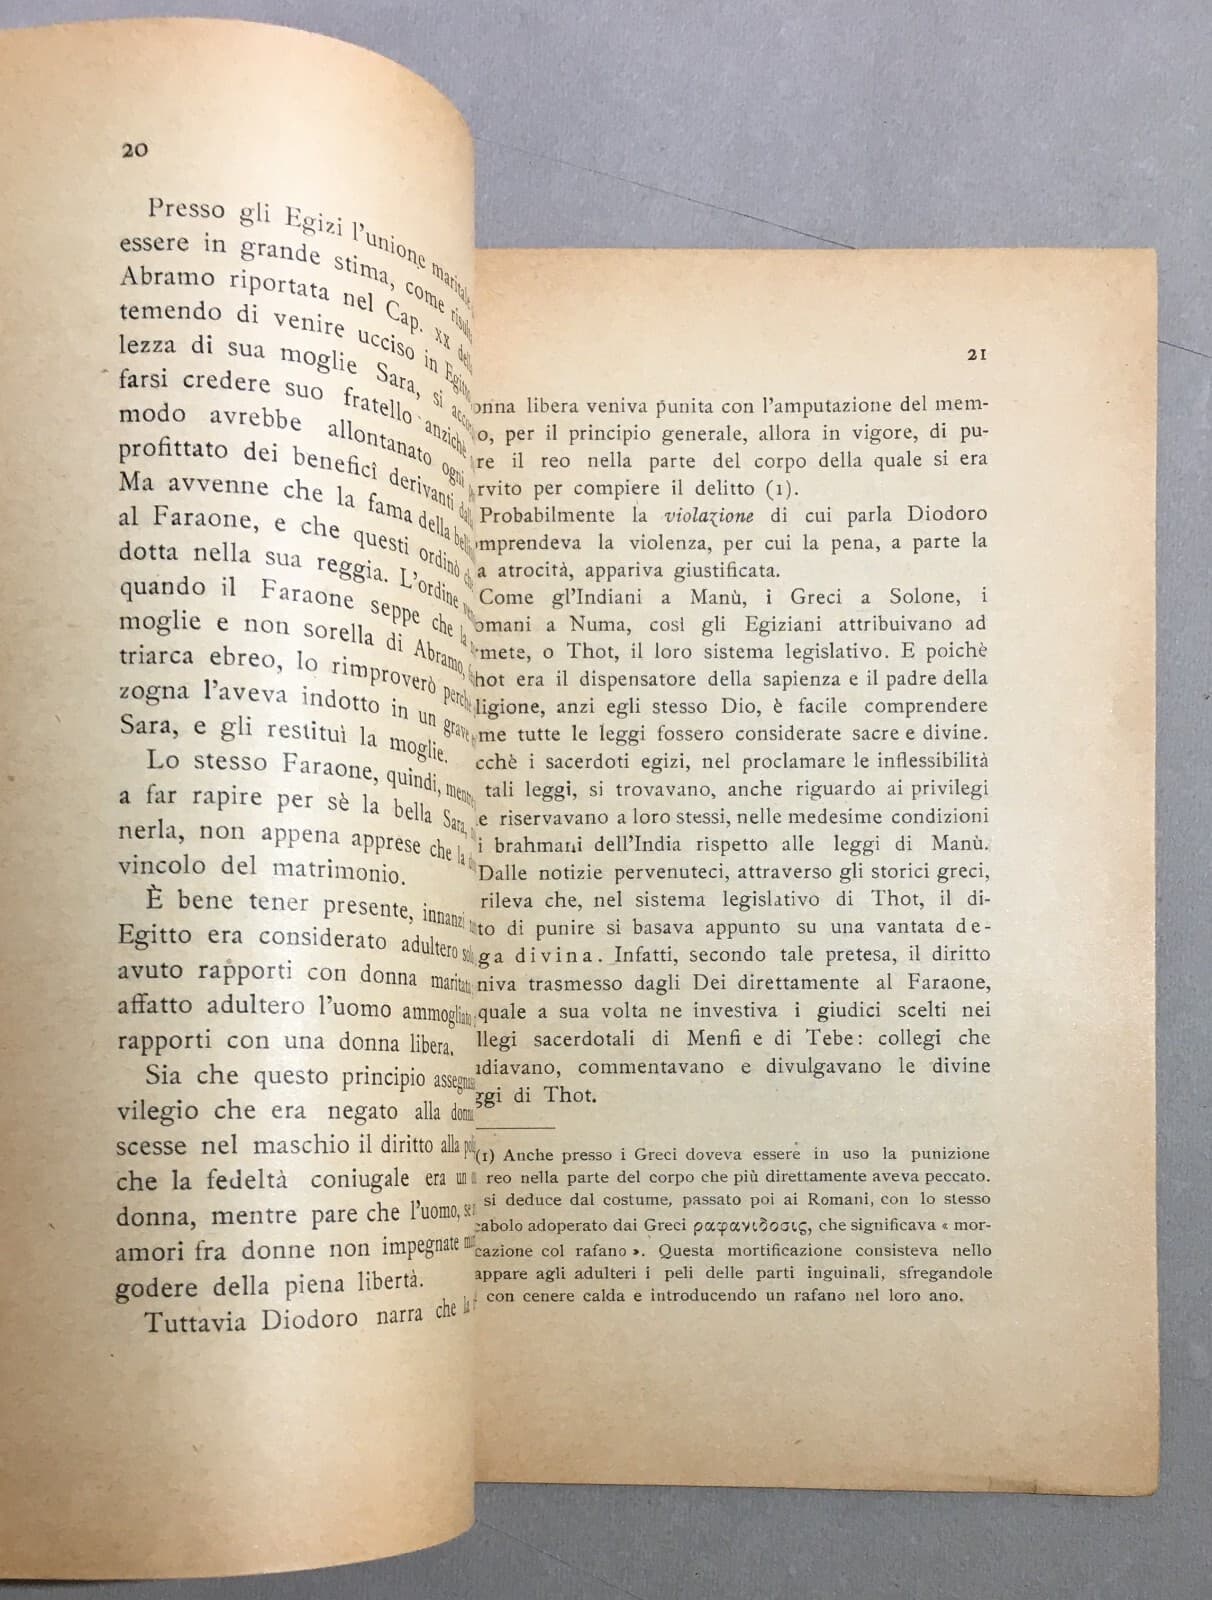 20
Presso gli Egizi l'unione maritale
essere in grande stima, come
Abramo riportata nel Cap. xx
temendo di venire ucciso in Egitto
lezza di sua moglie Sara, si
farsi credere suo fratello anzichè
modo avrebbe allontanato ogni
profittato dei benefici derivanti
Ma avvenne che la fama della
al Faraone, e che questi ordinò
dotta nella sua reggia. L'ordine
quando il Faraone seppe che la
moglie e non sorella di Abramo,
triarca ebreo, lo rimproverò perchè
zogna l'aveva indotto in un grave
Sara, e gli restituì la moglie.
Lo stesso Faraone, quindi, mentre
a far rapire per sè la bella Sara,
nerla, non appena apprese che la
vincolo del matrimonio.
È bene tener presente, innanzi
Egitto era considerato adultero
avuto rapporti con donna
affatto adultero l'uomo ammogliato
rapporti con una donna libera.
Sia che questo principio
vilegio che era negato alla
scesse nel maschio il diritto alla
che la fedeltà coniugale era un
donna, mentre pare che l'uomo,
amori fra donne non impegnate
godere della piena libertà.
Tuttavia Diodoro narra che la
21
onna libera veniva punita con l'amputazione del mem-
o, per il principio generale, allora in vigore, di pu-
re il reo nella parte del corpo della quale si era
rvito per compiere il delitto (1).
Probabilmente la violazione di cui parla Diodoro
mprendeva la violenza, per cui la pena, a parte la
a atrocità, appariva giustificata.
Come gl'Indiani a Manù, i Greci a Solone, i
omani a Numa, così gli Egiziani attribuivano ad
mete, o Thot, il loro sistema legislativo. E poichè
hot era il dispensatore della sapienza e il padre della
ligione, anzi egli stesso Dio, è facile comprendere
me tutte le leggi fossero considerate sacre e divine.
cchè i sacerdoti egizi, nel proclamare le inflessibilità
tali leggi, si trovavano, anche riguardo ai privilegi
e riservavano a loro stessi, nelle medesime condizioni
i brahmani dell'India rispetto alle leggi di Manù.
Dalle notizie pervenuteci, attraverso gli storici greci,
rileva che, nel sistema legislativo di Thot, il di-
to di punire si basava appunto su una vantata de-
ga divina. Infatti, secondo tale pretesa, il diritto
niva trasmesso dagli Dei direttamente al Faraone,
quale a sua volta ne investiva i giudici scelti nei
llegi sacerdotali di Menfi e di Tebe: collegi che
udiavano, commentavano e divulgavano le divine
ggi di Thot.
(1) Anche presso i Greci doveva essere in uso la punizione
reo nella parte del corpo che più direttamente aveva peccato.
si deduce dal costume, passato poi ai Romani, con lo stesso
cabolo adoperato dai Greci ραφανιδοσις, che significava « mor-
cazione col rafano ». Questa mortificazione consisteva nello
appare agli adulteri i peli delle parti inguinali, sfregandole
con cenere calda e introducendo un rafano nel loro ano.